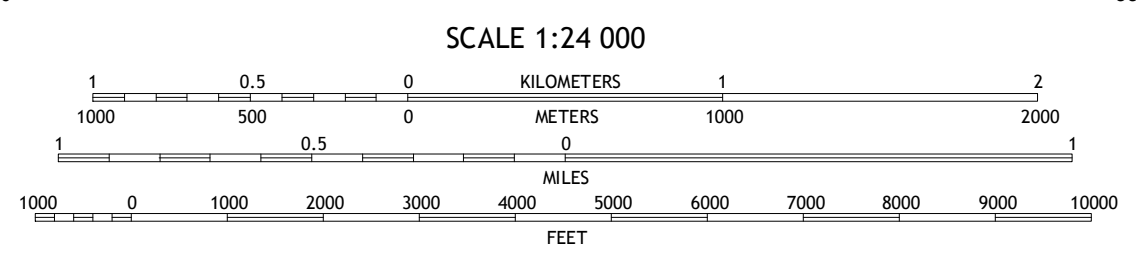 SCALE 1:24 000
1 0.5 0 KILOMETERS 1 2
1000 500 0 METERS 1000 2000
1 0.5 0 1
MILES
1000 0 1000 2000 3000 4000 5000 6000 7000 8000 9000 10000
FEET